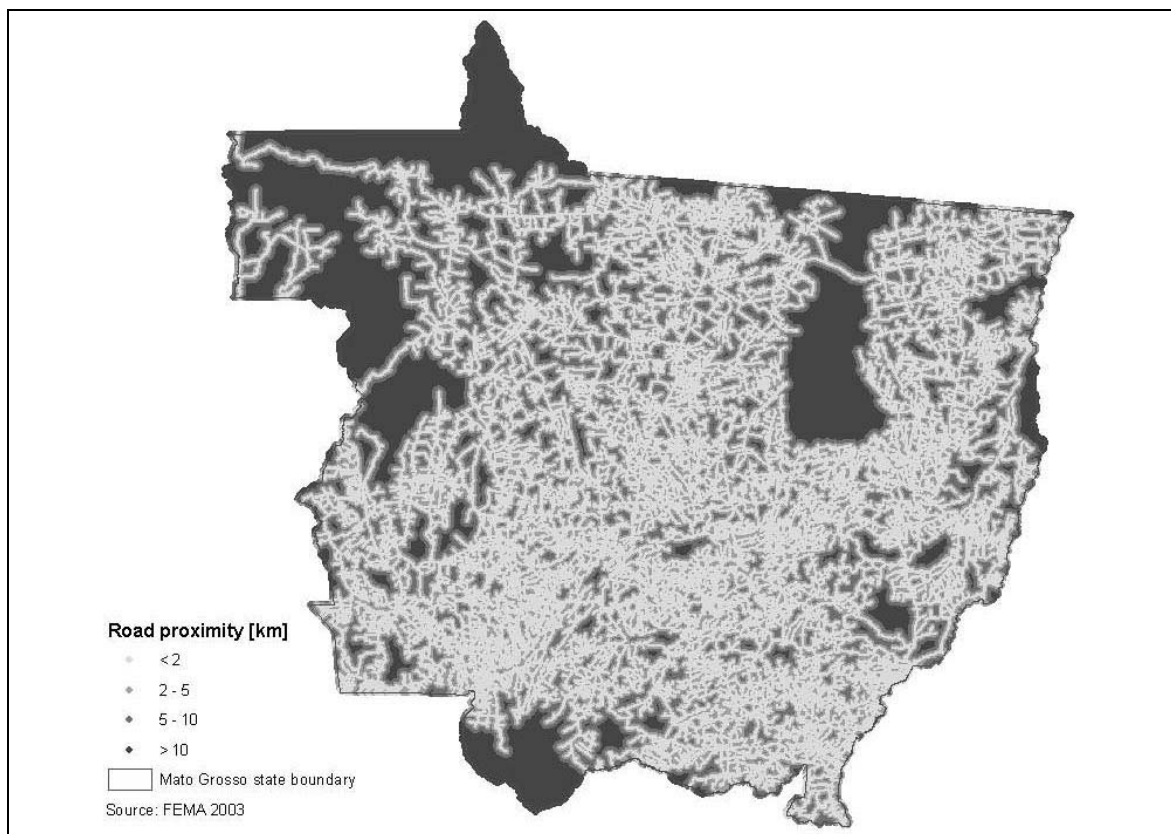 Road proximity [km]
< 2
2 - 5
5 - 10
> 10
Mato Grosso state boundary
Source: FEMA 2003